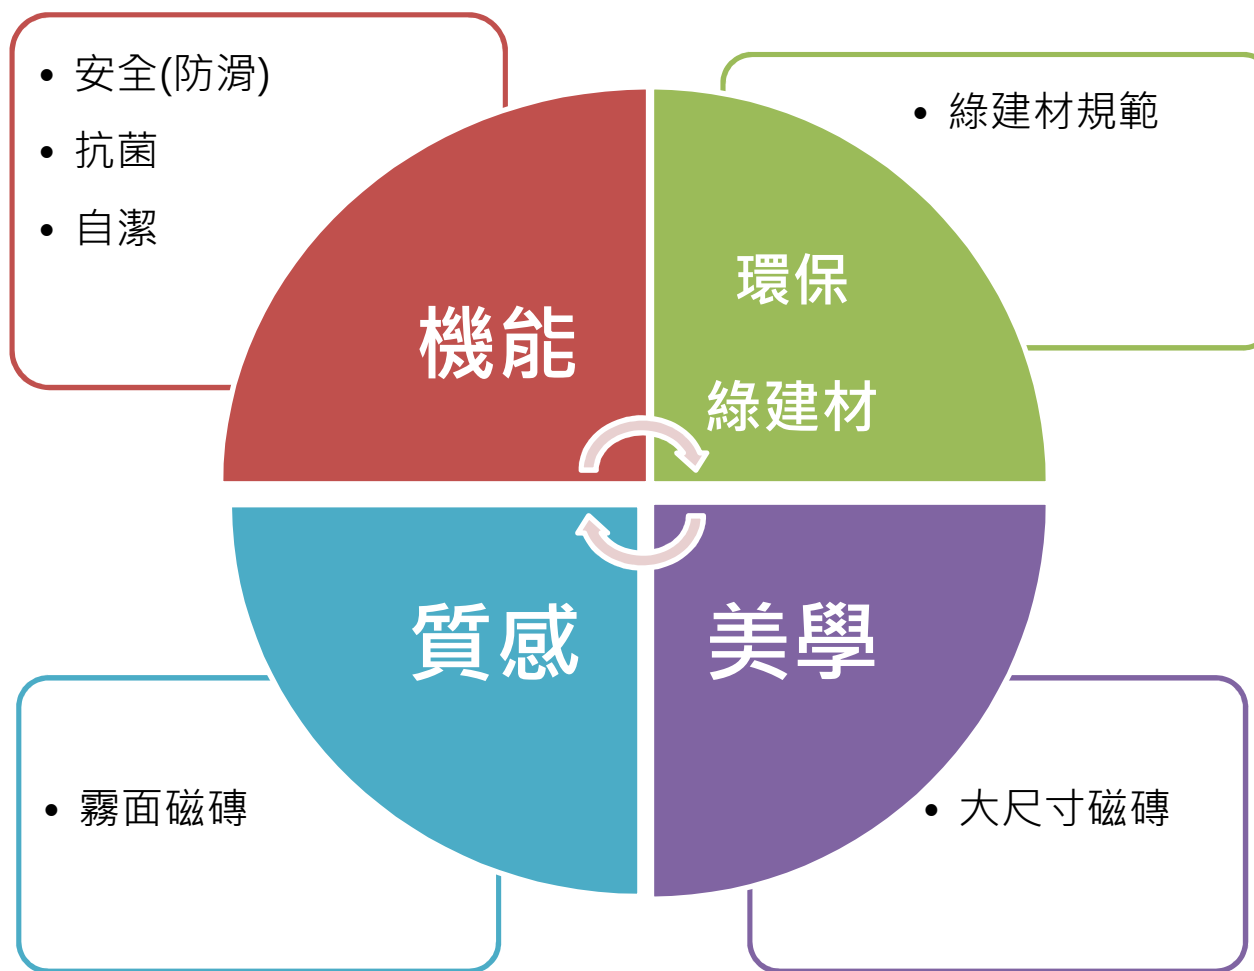 安全(防滑)
抗菌
自潔
綠建材規範
機能
環保
綠建材
質感
美學
霧面磁磚
大尺寸磁磚